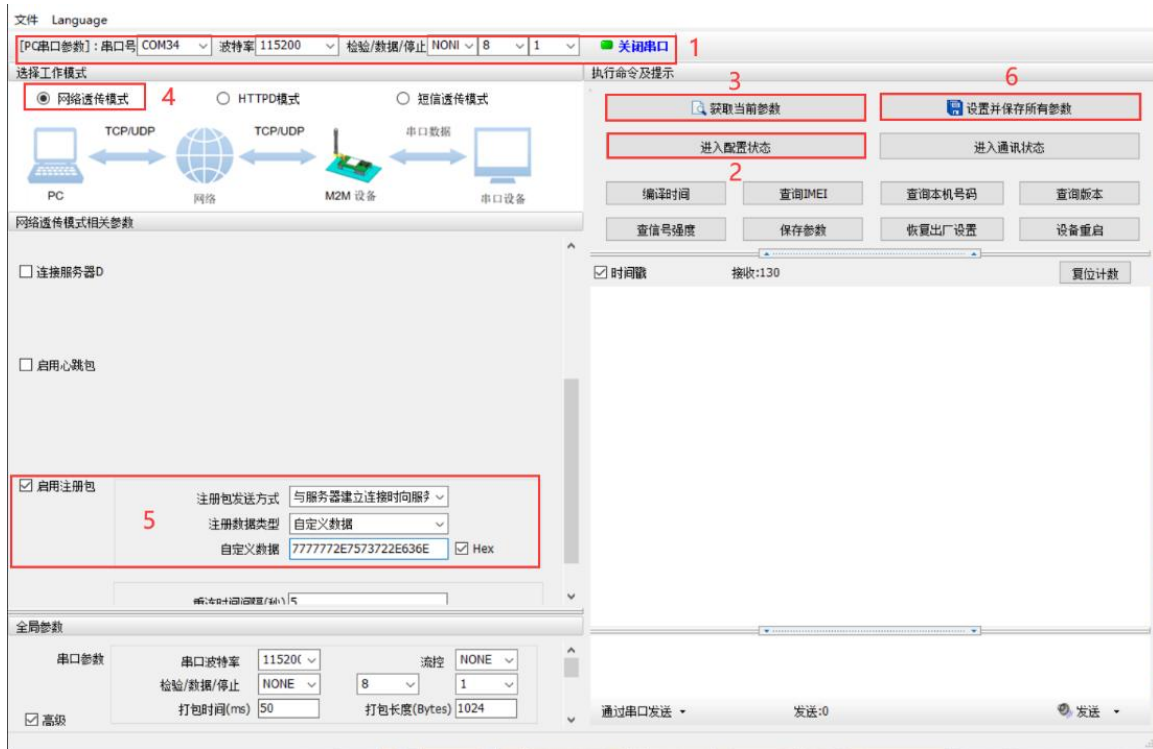 文件 Language
[PC串口参数]：串口号 COM34 波特率 115200 检验/数据/停止 NONI 8 1 关闭串口 1
选择工作模式
网络透传模式 4 HTTPD模式 短信透传模式
TCP/UDP TCP/UDP 串口数据
PC 网络 M2M 设备 串口设备
网络透传模式相关参数
连接服务器D
启用心跳包
启用注册包
5
注册包发送方式 与服务器建立连接时向服务
注册数据类型 自定义数据
自定义数据 7777772E7573722E636E Hex
重连时间间隔(秒) 5
全局参数
串口参数 串口波特率 11520( 流控 NONE
检验/数据/停止 NONE 8 1
高级 打包时间(ms) 50 打包长度(Bytes) 1024
执行命令及提示
3 6
获取当前参数 设置并保存所有参数
进入配置状态 进入通讯状态
2
编译时间 查询IMEI 查询本机号码 查询版本
查信号强度 保存参数 恢复出厂设置 设备重启
时间戳 接收:130 复位计数
通过串口发送 发送:0 发送